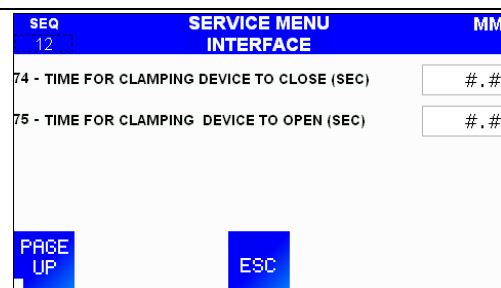 SEQ
12
SERVICE MENU
INTERFACE
MM
74 - TIME FOR CLAMPING DEVICE TO CLOSE (SEC)
#.#
75 - TIME FOR CLAMPING DEVICE TO OPEN (SEC)
#.#
PAGE
UP
ESC